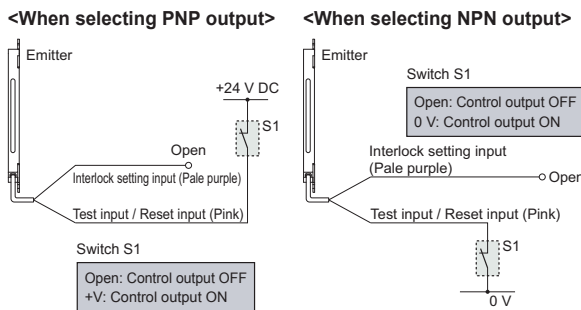 <When selecting PNP output>
Emitter
+24 V DC
S1
Open
Interlock setting input (Pale purple)
Test input / Reset input (Pink)
Switch S1
Open: Control output OFF
+V: Control output ON
<When selecting NPN output>
Emitter
Switch S1
Open: Control output OFF
0 V: Control output ON
Interlock setting input
(Pale purple)
Open
Test input / Reset input (Pink)
S1
0 V